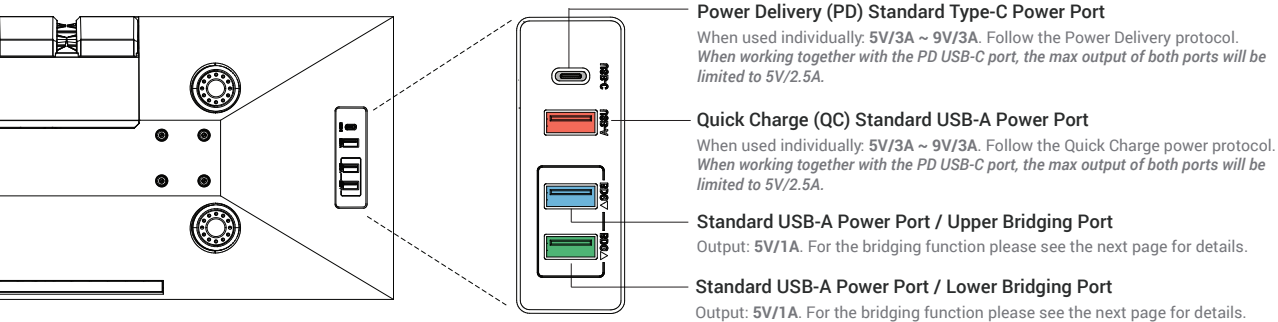 Power Delivery (PD) Standard Type-C Power Port
When used individually: 5V/3A ~ 9V/3A. Follow the Power Delivery protocol.
When working together with the PD USB-C port, the max output of both ports will be
limited to 5V/2.5A.
USB-C
Quick Charge (QC) Standard USB-A Power Port
USB-A
When used individually: 5V/3A ~ 9V/3A. Follow the Quick Charge power protocol.
When working together with the PD USB-C port, the max output of both ports will be
limited to 5V/2.5A.
Standard USB-A Power Port / Upper Bridging Port
Output: 5V/1A. For the bridging function please see the next page for details.
Standard USB-A Power Port / Lower Bridging Port
Output: 5V/1A. For the bridging function please see the next page for details.